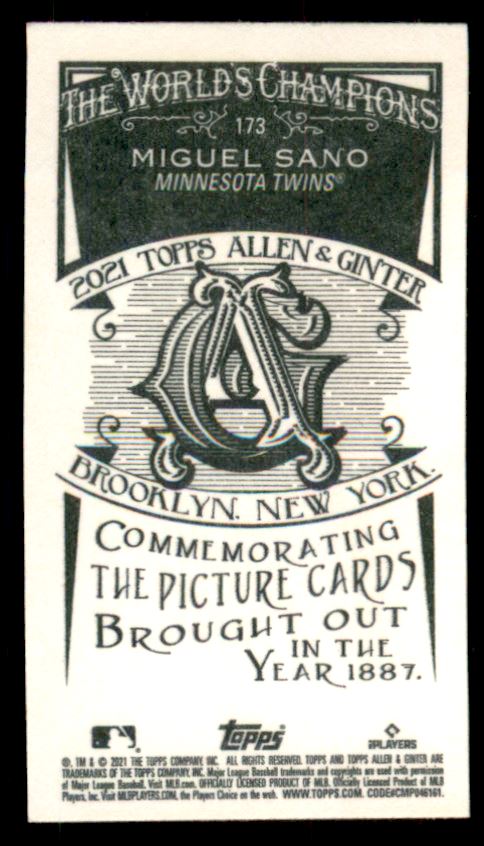 THE WORLD'S CHAMPIONS
173
MIGUEL SANO
MINNESOTA TWINS®
2021 TOPPS ALLEN & GINTER
AG
BROOKLYN, NEW YORK.
COMMEMORATING
THE PICTURE CARDS
BROUGHT OUT
IN THE
YEAR 1887.
TOPPS
PLAYERS
®, TM & © 2021 THE TOPPS COMPANY, INC. ALL RIGHTS RESERVED. TOPPS AND TOPPS ALLEN & GINTER ARE
TRADEMARKS OF THE TOPPS COMPANY, INC. Major League Baseball trademarks and copyrights are used with permission
of Major League Baseball. Visit MLB.com. OFFICIALLY LICENSED PRODUCT OF MLB. Officially Licensed Product of MLB
Players, Inc. Visit MLBPLAYERS.COM, the Players Choice on the web. WWW.TOPPS.COM. CODE#CMP046161.